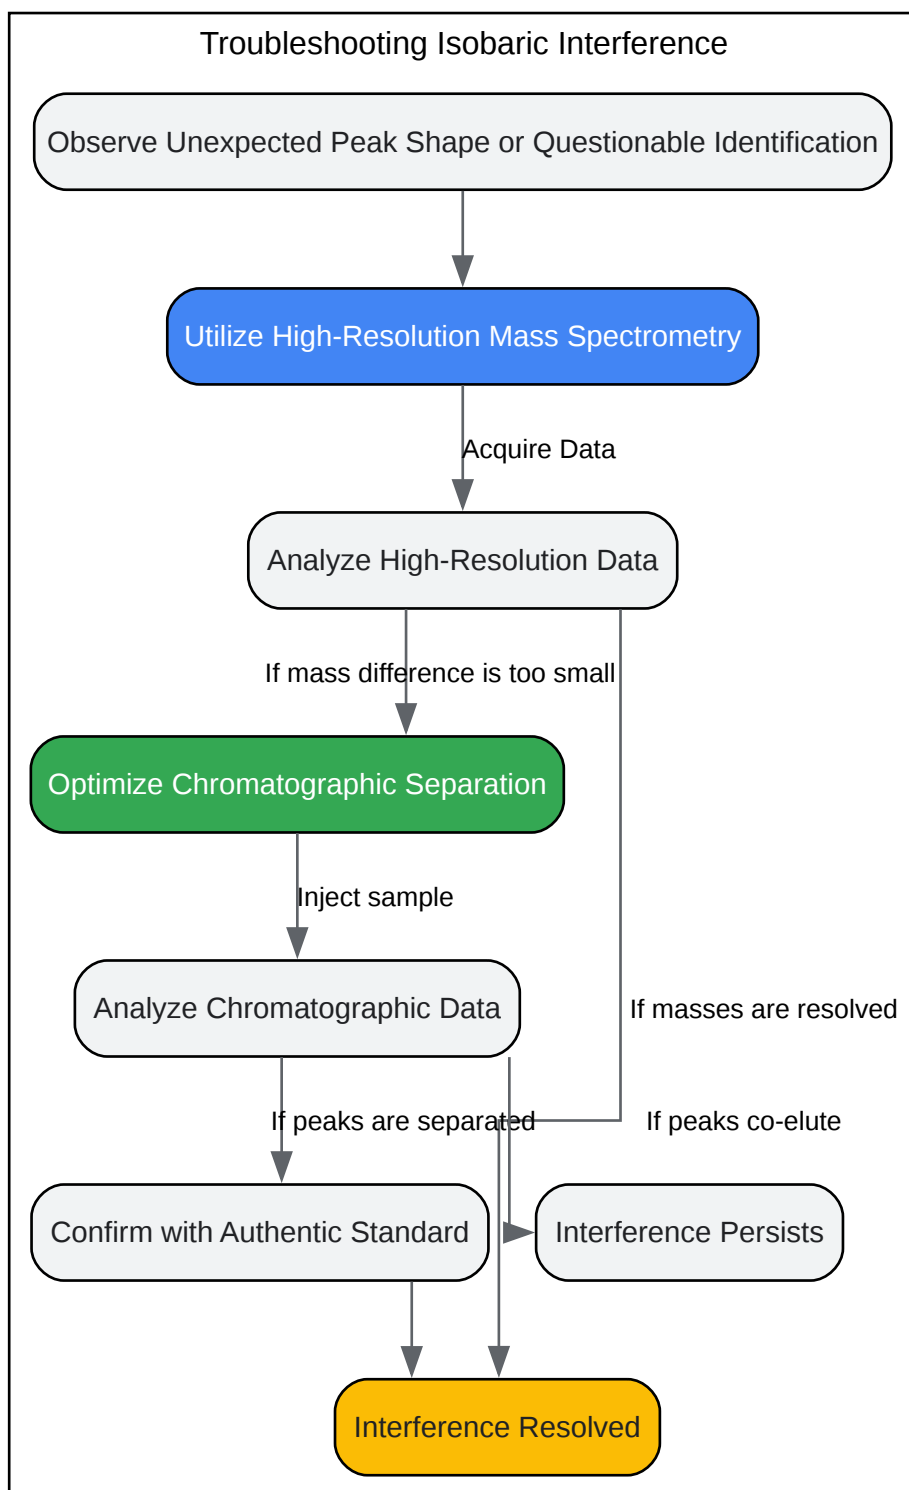 Troubleshooting Isobaric Interference
Observe Unexpected Peak Shape or Questionable Identification
Utilize High-Resolution Mass Spectrometry
Acquire Data
Analyze High-Resolution Data
If mass difference is too small
Optimize Chromatographic Separation
Inject sample
Analyze Chromatographic Data
If masses are resolved
If peaks are separated
If peaks co-elute
Confirm with Authentic Standard
Interference Persists
Interference Resolved